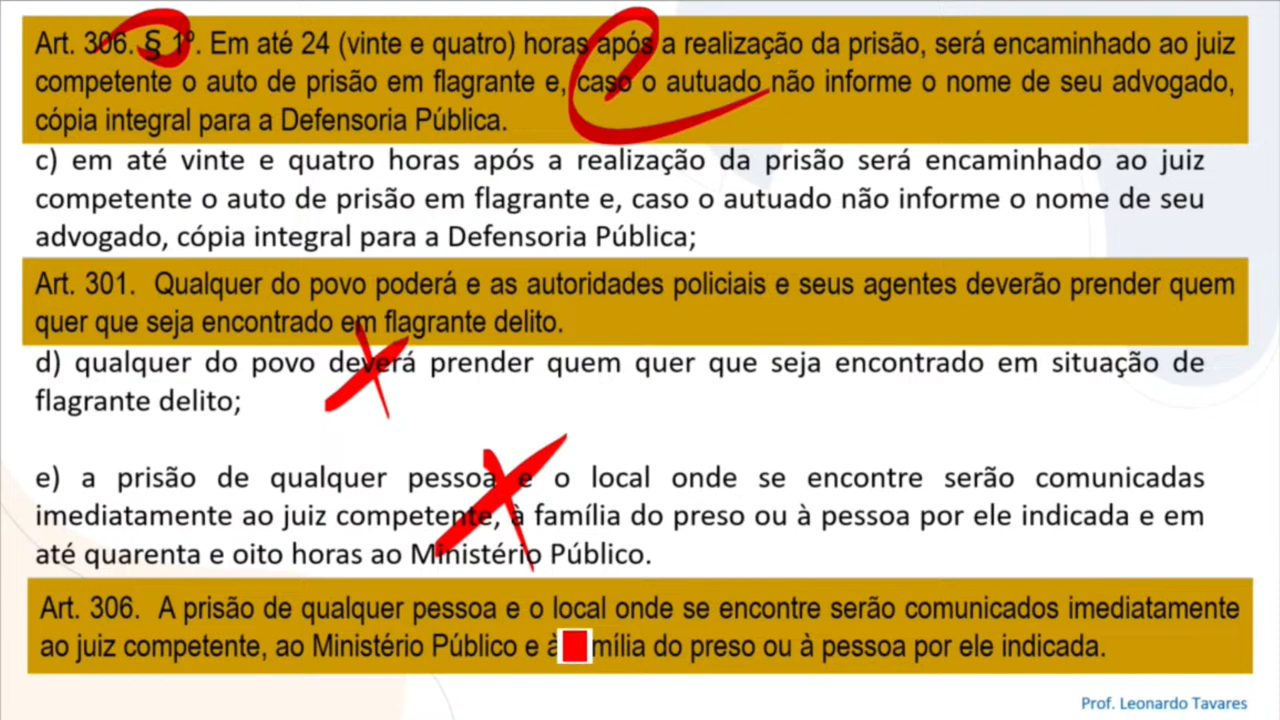 Art. 306. § 1º. Em até 24 (vinte e quatro) horas após a realização da prisão, será encaminhado ao juiz
competente o auto de prisão em flagrante e, caso o autuado não informe o nome de seu advogado,
cópia integral para a Defensoria Pública.
c) em até vinte e quatro horas após a realização da prisão será encaminhado ao juiz
competente o auto de prisão em flagrante e, caso o autuado não informe o nome de seu
advogado, cópia integral para a Defensoria Pública;
Art. 301. Qualquer do povo poderá e as autoridades policiais e seus agentes deverão prender quem
quer que seja encontrado em flagrante delito.
d) qualquer do povo deverá prender quem quer que seja encontrado em situação de
flagrante delito;
e) a prisão de qualquer pessoa e o local onde se encontre serão comunicadas
imediatamente ao juiz competente, à família do preso ou à pessoa por ele indicada e em
até quarenta e oito horas ao Ministério Público.
Art. 306. A prisão de qualquer pessoa e o local onde se encontre serão comunicados imediatamente
ao juiz competente, ao Ministério Público e à mília do preso ou à pessoa por ele indicada.
Prof. Leonardo Tavares